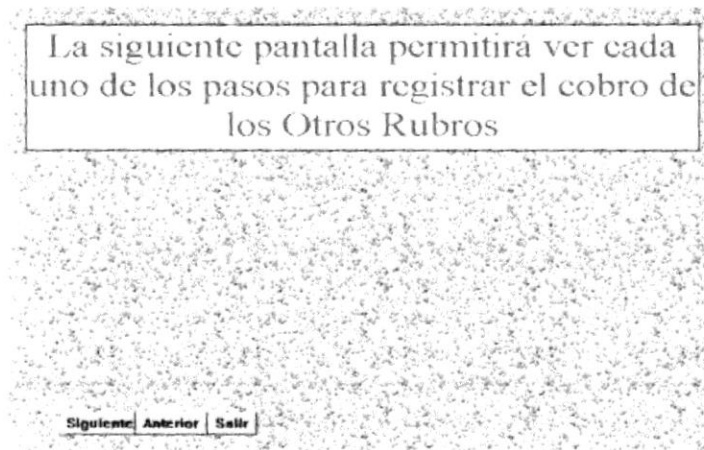 La siguiente pantalla permitirá ver cada
uno de los pasos para registrar el cobro de
los Otros Rubros
Siguiente Anterior Salir